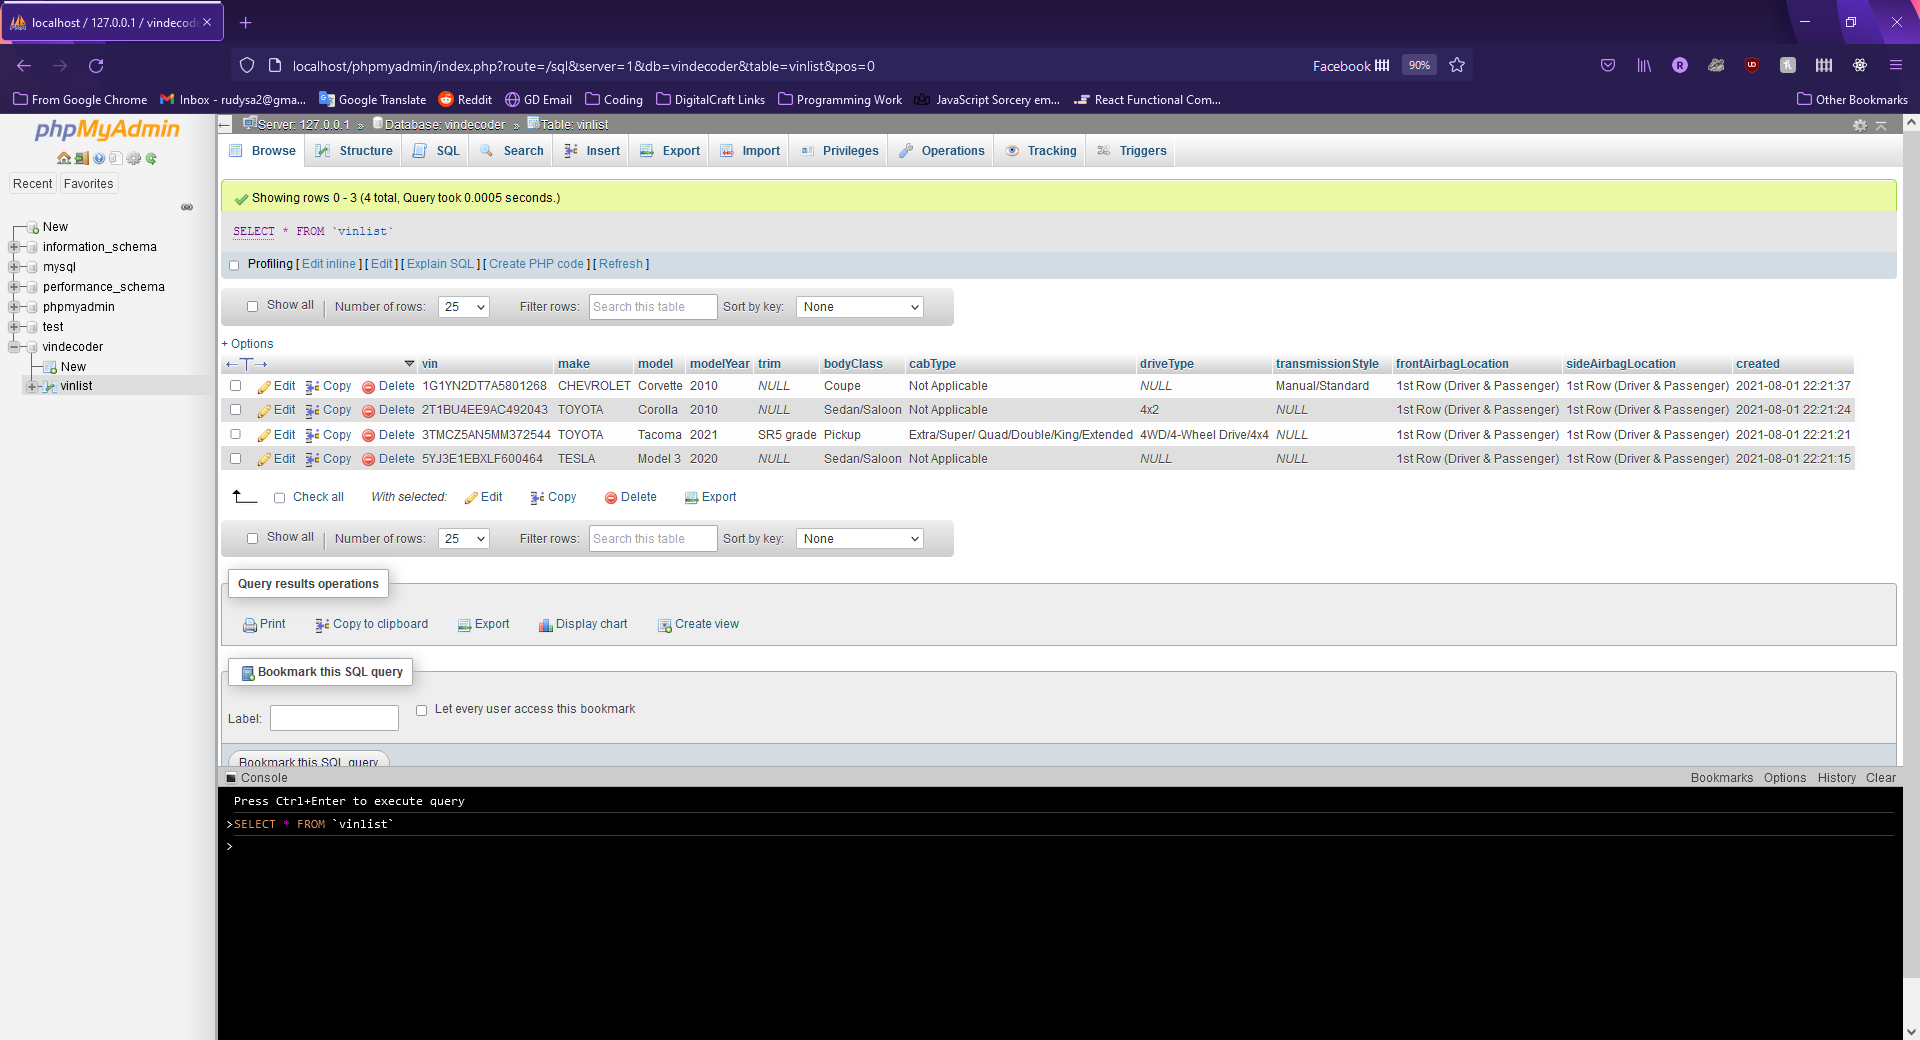 localhost / 127.0.0.1 / vindecode
localhost/phpmyadmin/index.php?route=/sql&server=1&db=vindecoder&table=vinlist&pos=0
Facebook
90%
From Google Chrome
Inbox - rudysa2@gma...
Google Translate
Reddit
GD Email
Coding
DigitalCraft Links
Programming Work
JavaScript Sorcery em...
React Functional Com...
Other Bookmarks
phpMyAdmin
Recent
Favorites
New
information_schema
mysql
performance_schema
phpmyadmin
test
vindecoder
New
vinlist
Server: 127.0.0.1 » Database: vindecoder » Table: vinlist
Browse Structure SQL Search Insert Export Import Privileges Operations Tracking Triggers
Showing rows 0 - 3 (4 total, Query took 0.0005 seconds.)
SELECT * FROM `vinlist`
Profiling [ Edit inline ] [ Edit ] [ Explain SQL ] [ Create PHP code ] [ Refresh ]
Show all | Number of rows: 25 Filter rows: Search this table Sort by key: None
+ Options
vin make model modelYear trim bodyClass cabType driveType transmissionStyle frontAirbagLocation sideAirbagLocation created
Edit Copy Delete 1G1YN2DT7A5801268 CHEVROLET Corvette 2010 NULL Coupe Not Applicable NULL Manual/Standard 1st Row (Driver & Passenger) 1st Row (Driver & Passenger) 2021-08-01 22:21:37
Edit Copy Delete 2T1BU4EE9AC492043 TOYOTA Corolla 2010 NULL Sedan/Saloon Not Applicable 4x2 NULL 1st Row (Driver & Passenger) 1st Row (Driver & Passenger) 2021-08-01 22:21:24
Edit Copy Delete 3TMCZ5AN5MM372544 TOYOTA Tacoma 2021 SR5 grade Pickup Extra/Super/ Quad/Double/King/Extended 4WD/4-Wheel Drive/4x4 NULL 1st Row (Driver & Passenger) 1st Row (Driver & Passenger) 2021-08-01 22:21:21
Edit Copy Delete 5YJ3E1EBXLF600464 TESLA Model 3 2020 NULL Sedan/Saloon Not Applicable NULL NULL 1st Row (Driver & Passenger) 1st Row (Driver & Passenger) 2021-08-01 22:21:15
Check all With selected: Edit Copy Delete Export
Show all | Number of rows: 25 Filter rows: Search this table Sort by key: None
Query results operations
Print Copy to clipboard Export Display chart Create view
Bookmark this SQL query
Label: Let every user access this bookmark
Bookmark this SQL query
Console Bookmarks Options History Clear
Press Ctrl+Enter to execute query
>SELECT * FROM `vinlist`
>